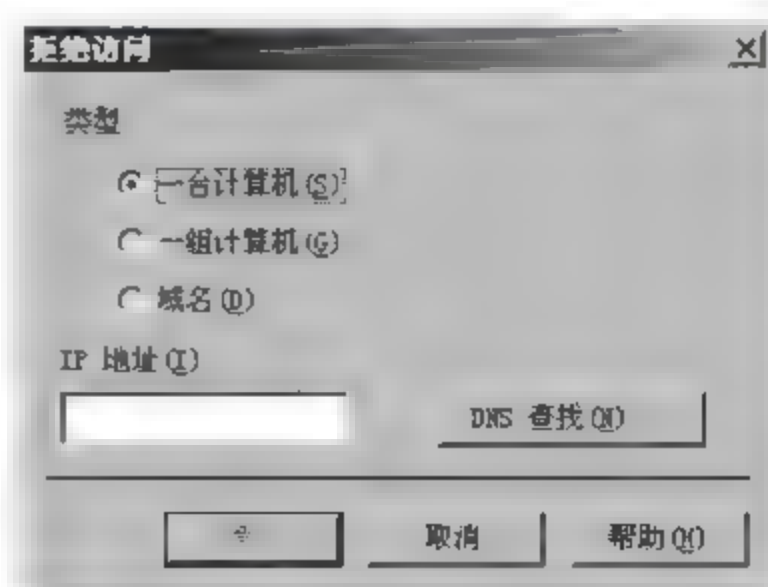 拒绝访问
类型
一台计算机(S)
一组计算机(G)
域名(D)
IP 地址(I)
DNS 查找(N)
取消
帮助(H)